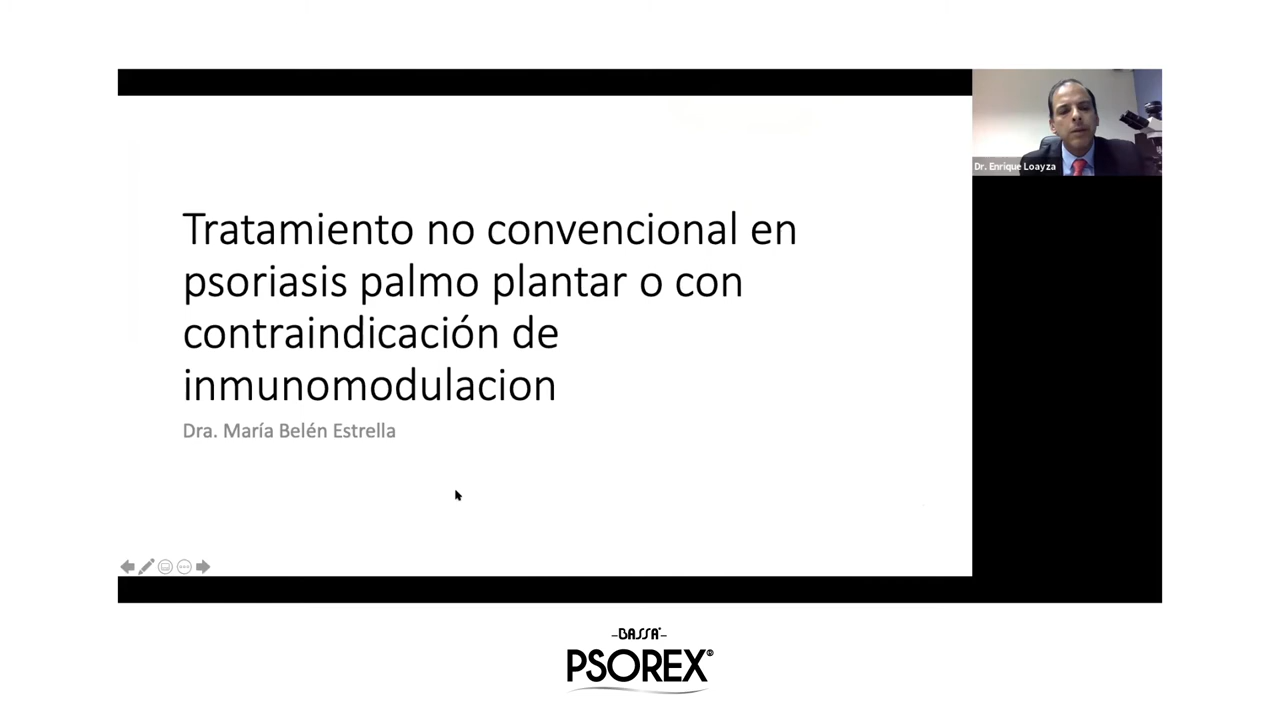 Tratamiento no convencional en
psoriasis palmo plantar o con
contraindicación de
inmunomodulacion
Dra. María Belén Estrella
Dr. Enrique Loayza
BASSA
PSOREX®